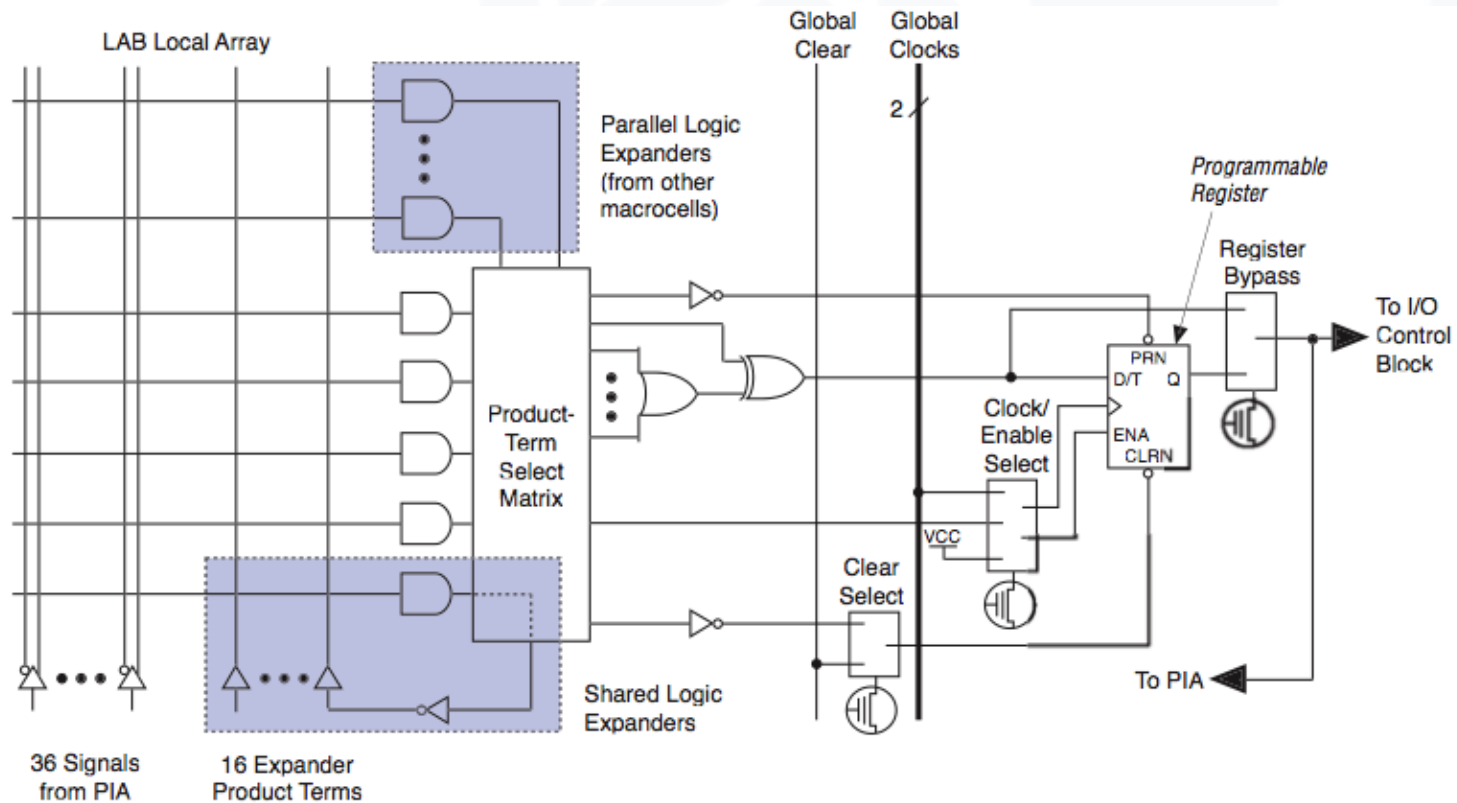 LAB Local Array
Global
Clear
Global
Clocks
2
Parallel Logic
Expanders
(from other
macrocells)
Programmable
Register
Register
Bypass
To I/O
Control
Block
PRN
D/T Q
ENA
CLRN
Product-
Term
Select
Matrix
Clock/
Enable
Select
VCC
Clear
Select
To PIA
Shared Logic
Expanders
36 Signals
from PIA
16 Expander
Product Terms